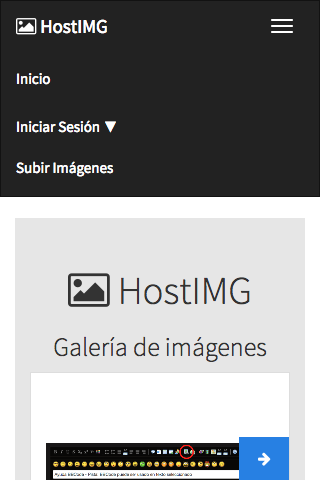 HostIMG
Inicio
Iniciar Sesión ▼
Subir Imágenes
HostIMG
Galería de imágenes